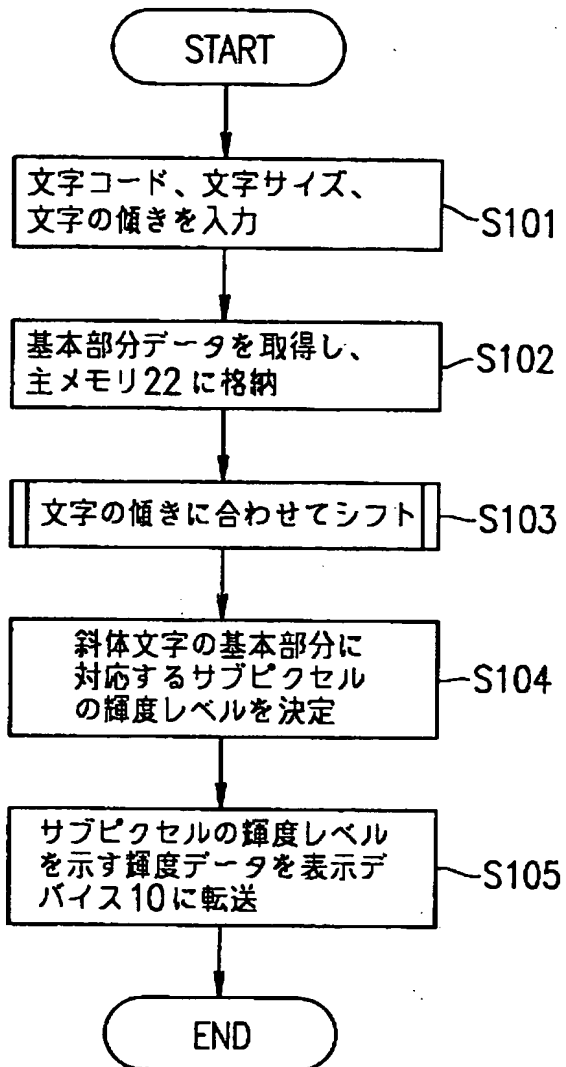 START
文字コード、文字サイズ、
文字の傾きを入力
S101
基本部分データを取得し、
主メモリ22に格納
S102
文字の傾きに合わせてシフト
S103
斜体文字の基本部分に
対応するサブピクセル
の輝度レベルを決定
S104
サブピクセルの輝度レベル
を示す輝度データを表示デ
バイス10に転送
S105
END